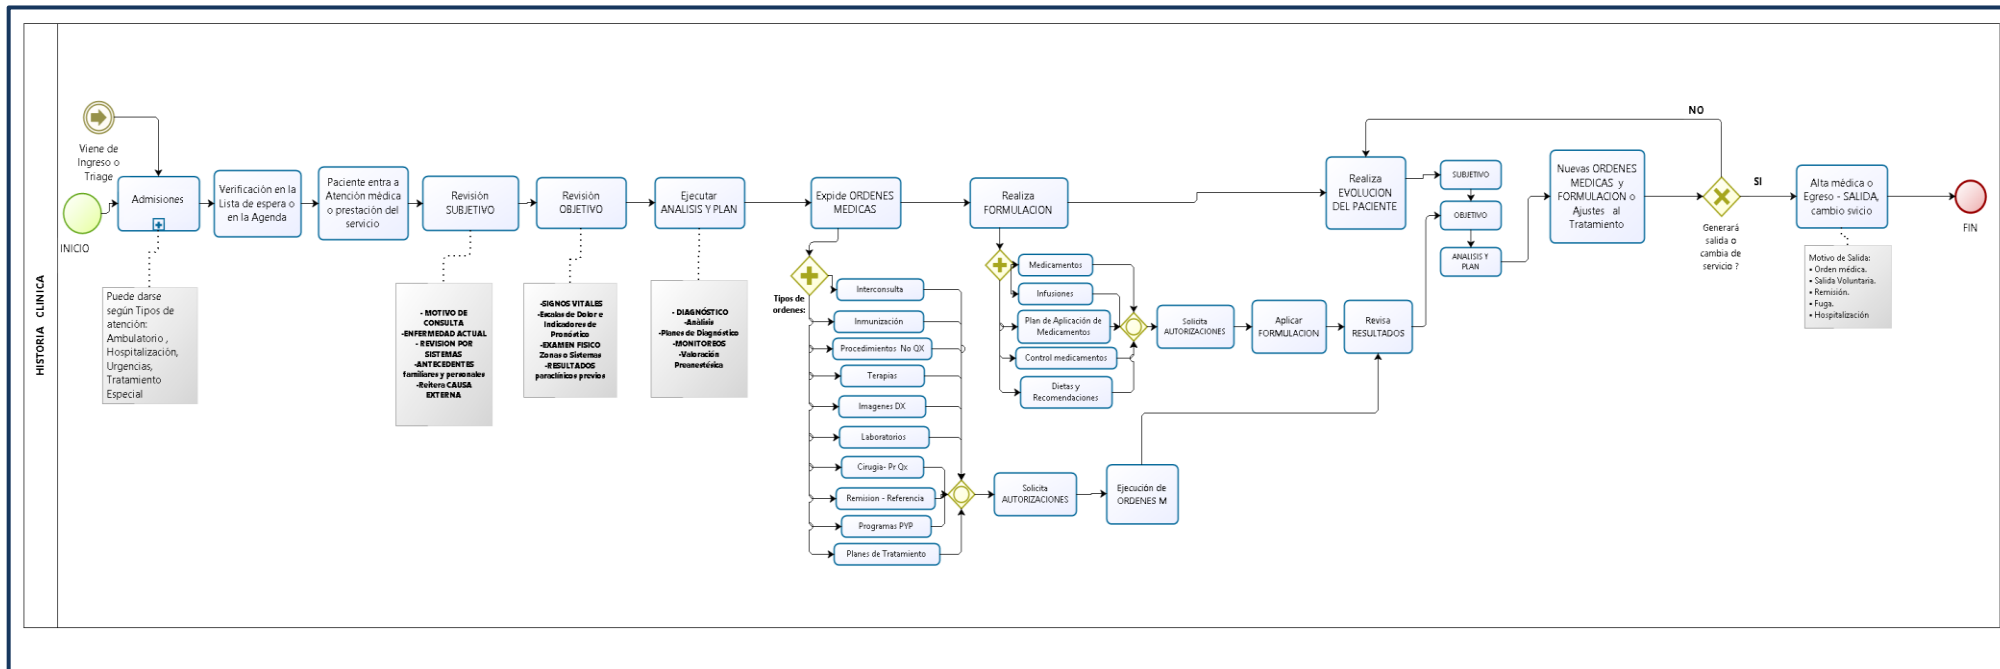 HISTORIA CLINICA
Viene de
Ingreso o
Triage
INICIO
Admisiones
Puede darse
según Tipos de
atención:
Ambulatorio ,
Hospitalización,
Urgencias,
Tratamiento
Especial
Verificación en la
Lista de espera o
en la Agenda
Paciente entra a
Atención médica
o prestación del
servicio
Revisión
SUBJETIVO
- MOTIVO DE
CONSULTA
-ENFERMEDAD ACTUAL
- REVISION POR
SISTEMAS
-ANTECEDENTES
familiares y personales
-Reitera CAUSA
EXTERNA
Revisión
OBJETIVO
-SIGNOS VITALES
-Escalas de Dolor e
Indicadores de
Pronóstico
-EXAMEN FISICO
Zonas o Sistemas
-RESULTADOS
paraclínicos previos
Ejecutar
ANALISIS Y PLAN
- DIAGNÓSTICO
-Anàlisis
-Planes de Diagnóstico
-MONITOREOS
-Valoración
Preanestésica
Expide ORDENES
MEDICAS
Tipos de
ordenes:
Interconsulta
Inmunización
Procedimientos No QX
Terapias
Imagenes DX
Laboratorios
Cirugia- Pr Qx
Remision - Referencia
Programas PYP
Planes de Tratamiento
Solicita
AUTORIZACIONES
Ejecución de
ORDENES M
Realiza
FORMULACION
Medicamentos
Infusiones
Plan de Aplicación de
Medicamentos
Control medicamentos
Dietas y
Recomendaciones
Solicita
AUTORIZACIONES
Aplicar
FORMULACION
Revisa
RESULTADOS
Realiza
EVOLUCION
DEL PACIENTE
SUBJETIVO
OBJETIVO
ANALISIS Y
PLAN
Nuevas ORDENES
MEDICAS y
FORMULACION o
Ajustes al
Tratamiento
NO
SI
Generará
salida o
cambia de
servicio ?
Alta médica o
Egreso - SALIDA,
cambio svicio
Motivo de Salida:
• Orden médica.
• Salida Voluntaria.
• Remisión.
• Fuga.
• Hospitalización
FIN